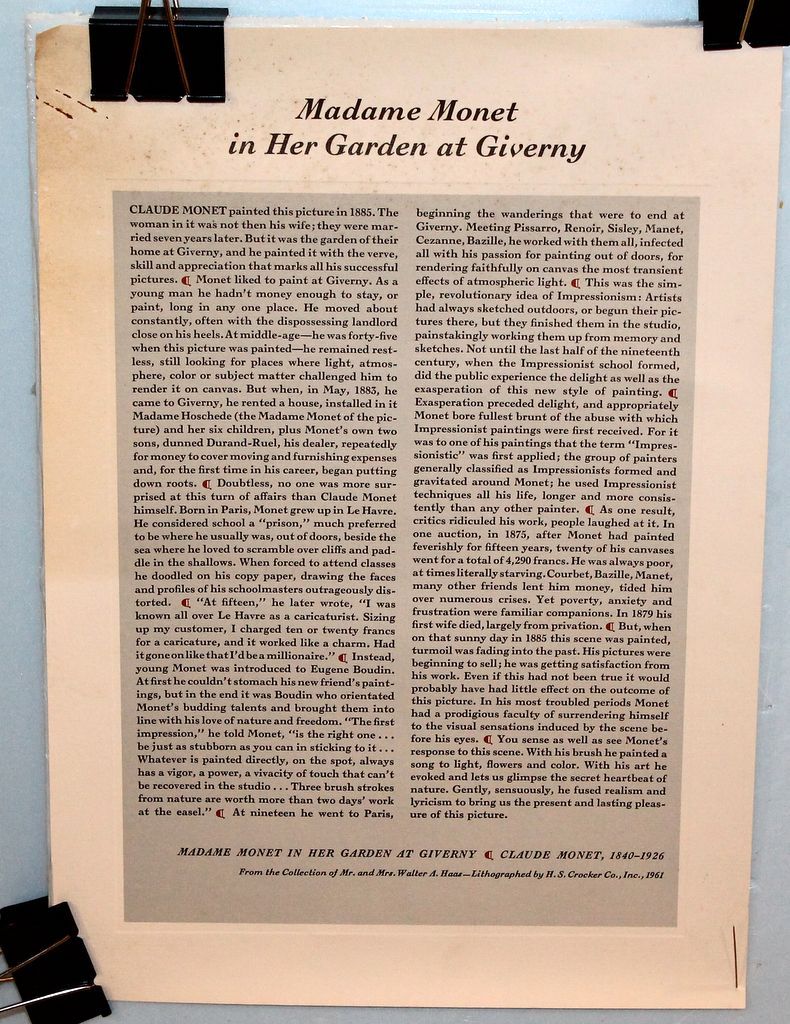 Madame Monet
in Her Garden at Giverny
CLAUDE MONET painted this picture in 1885. The
woman in it was not then his wife; they were mar-
ried seven years later. But it was the garden of their
home at Giverny, and he painted it with the verve,
skill and appreciation that marks all his successful
pictures. ¶ Monet liked to paint at Giverny. As a
young man he hadn't money enough to stay, or
paint, long in any one place. He moved about
constantly, often with the dispossessing landlord
close on his heels. At middle-age—he was forty-five
when this picture was painted—he remained rest-
less, still looking for places where light, atmos-
phere, color or subject matter challenged him to
render it on canvas. But when, in May, 1883, he
came to Giverny, he rented a house, installed in it
Madame Hoschede (the Madame Monet of the pic-
ture) and her six children, plus Monet's own two
sons, dunned Durand-Ruel, his dealer, repeatedly
for money to cover moving and furnishing expenses
and, for the first time in his career, began putting
down roots. ¶ Doubtless, no one was more sur-
prised at this turn of affairs than Claude Monet
himself. Born in Paris, Monet grew up in Le Havre.
He considered school a "prison," much preferred
to be where he usually was, out of doors, beside the
sea where he loved to scramble over cliffs and pad-
dle in the shallows. When forced to attend classes
he doodled on his copy paper, drawing the faces
and profiles of his schoolmasters outrageously dis-
torted. ¶ "At fifteen," he later wrote, "I was
known all over Le Havre as a caricaturist. Sizing
up my customer, I charged ten or twenty francs
for a caricature, and it worked like a charm. Had
it gone on like that I'd be a millionaire." ¶ Instead,
young Monet was introduced to Eugene Boudin.
At first he couldn't stomach his new friend's paint-
ings, but in the end it was Boudin who orientated
Monet's budding talents and brought them into
line with his love of nature and freedom. "The first
impression," he told Monet, "is the right one . . .
be just as stubborn as you can in sticking to it . . .
Whatever is painted directly, on the spot, always
has a vigor, a power, a vivacity of touch that can't
be recovered in the studio . . . Three brush strokes
from nature are worth more than two days' work
at the easel." ¶ At nineteen he went to Paris,
beginning the wanderings that were to end at
Giverny. Meeting Pissarro, Renoir, Sisley, Manet,
Cezanne, Bazille, he worked with them all, infected
all with his passion for painting out of doors, for
rendering faithfully on canvas the most transient
effects of atmospheric light. ¶ This was the sim-
ple, revolutionary idea of Impressionism: Artists
had always sketched outdoors, or begun their pic-
tures there, but they finished them in the studio,
painstakingly working them up from memory and
sketches. Not until the last half of the nineteenth
century, when the Impressionist school formed,
did the public experience the delight as well as the
exasperation of this new style of painting. ¶
Exasperation preceded delight, and appropriately
Monet bore fullest brunt of the abuse with which
Impressionist paintings were first received. For it
was to one of his paintings that the term "Impres-
sionistic" was first applied; the group of painters
generally classified as Impressionists formed and
gravitated around Monet; he used Impressionist
techniques all his life, longer and more consis-
tently than any other painter. ¶ As one result,
critics ridiculed his work, people laughed at it. In
one auction, in 1875, after Monet had painted
feverishly for fifteen years, twenty of his canvases
went for a total of 4,290 francs. He was always poor,
at times literally starving. Courbet, Bazille, Manet,
many other friends lent him money, tided him
over numerous crises. Yet poverty, anxiety and
frustration were familiar companions. In 1879 his
first wife died, largely from privation. ¶ But, when
on that sunny day in 1885 this scene was painted,
turmoil was fading into the past. His pictures were
beginning to sell; he was getting satisfaction from
his work. Even if this had not been true it would
probably have had little effect on the outcome of
this picture. In his most troubled periods Monet
had a prodigious faculty of surrendering himself
to the visual sensations induced by the scene be-
fore his eyes. ¶ You sense as well as see Monet's
response to this scene. With his brush he painted a
song to light, flowers and color. With his art he
evoked and lets us glimpse the secret heartbeat of
nature. Gently, sensuously, he fused realism and
lyricism to bring us the present and lasting pleas-
ure of this picture.
MADAME MONET IN HER GARDEN AT GIVERNY ¶ CLAUDE MONET, 1840–1926
From the Collection of Mr. and Mrs. Walter A. Haas—Lithographed by H. S. Crocker Co., Inc., 1961